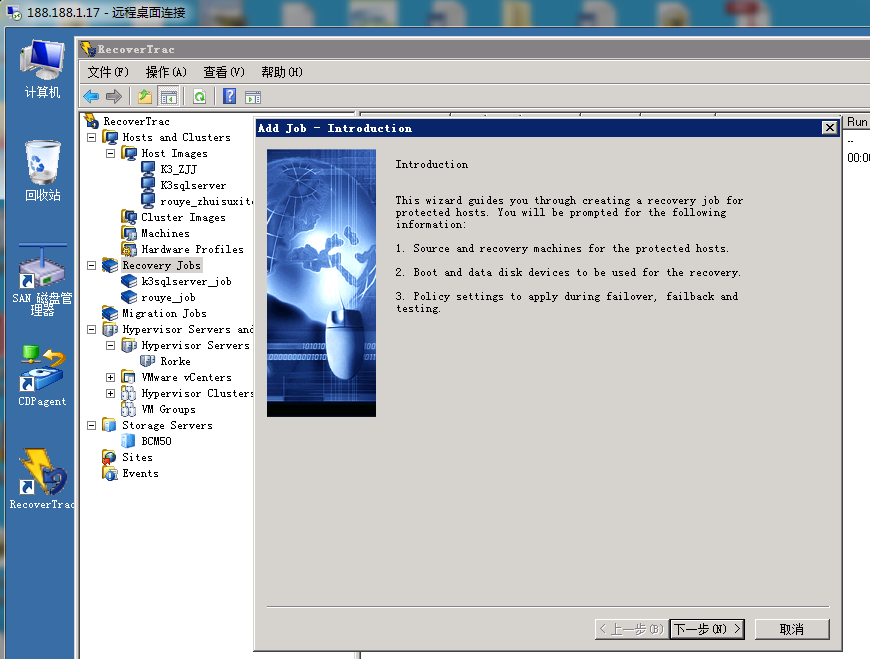 188.188.1.17 - 远程桌面连接
计算机
回收站
SAN 磁盘管
理器
CDPagent
RecoverTrac
RecoverTrac
文件(F) 操作(A) 查看(V) 帮助(H)
RecoverTrac
Hosts and Clusters
Host Images
K3_ZJJ
K3sqlserver
rouye_zhuisuxit
Cluster Images
Machines
Hardware Profiles
Recovery Jobs
k3sqlserver_job
rouye_job
Migration Jobs
Hypervisor Servers and
Hypervisor Servers
Rorke
VMware vCenters
Hypervisor Clusters
VM Groups
Storage Servers
BCM50
Sites
Events
Add Job - Introduction
Introduction
This wizard guides you through creating a recovery job for
protected hosts. You will be prompted for the following
information:
1. Source and recovery machines for the protected hosts.
2. Boot and data disk devices to be used for the recovery.
3. Policy settings to apply during failover, failback and
testing.
< 上一步(B) 下一步(N) > 取消
Run
--
00:0